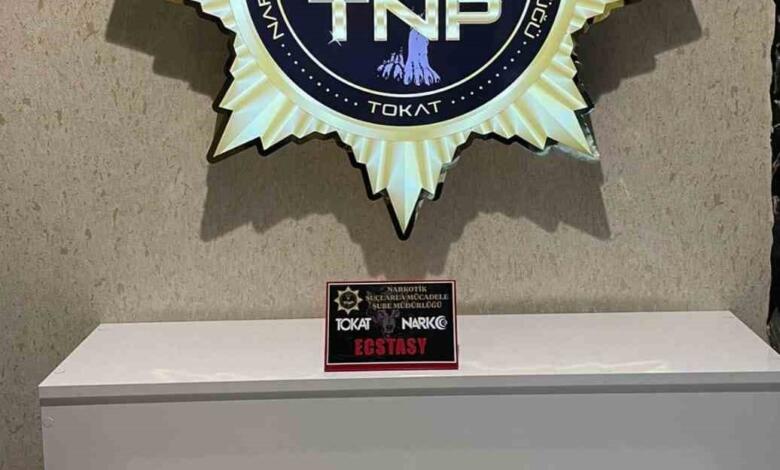 TNP
TOKAT
NARKOTİK
SUÇLARLA MÜCADELE
ŞUBE MÜDÜRLÜĞÜ
TOKAT NARKO
ECSTASY